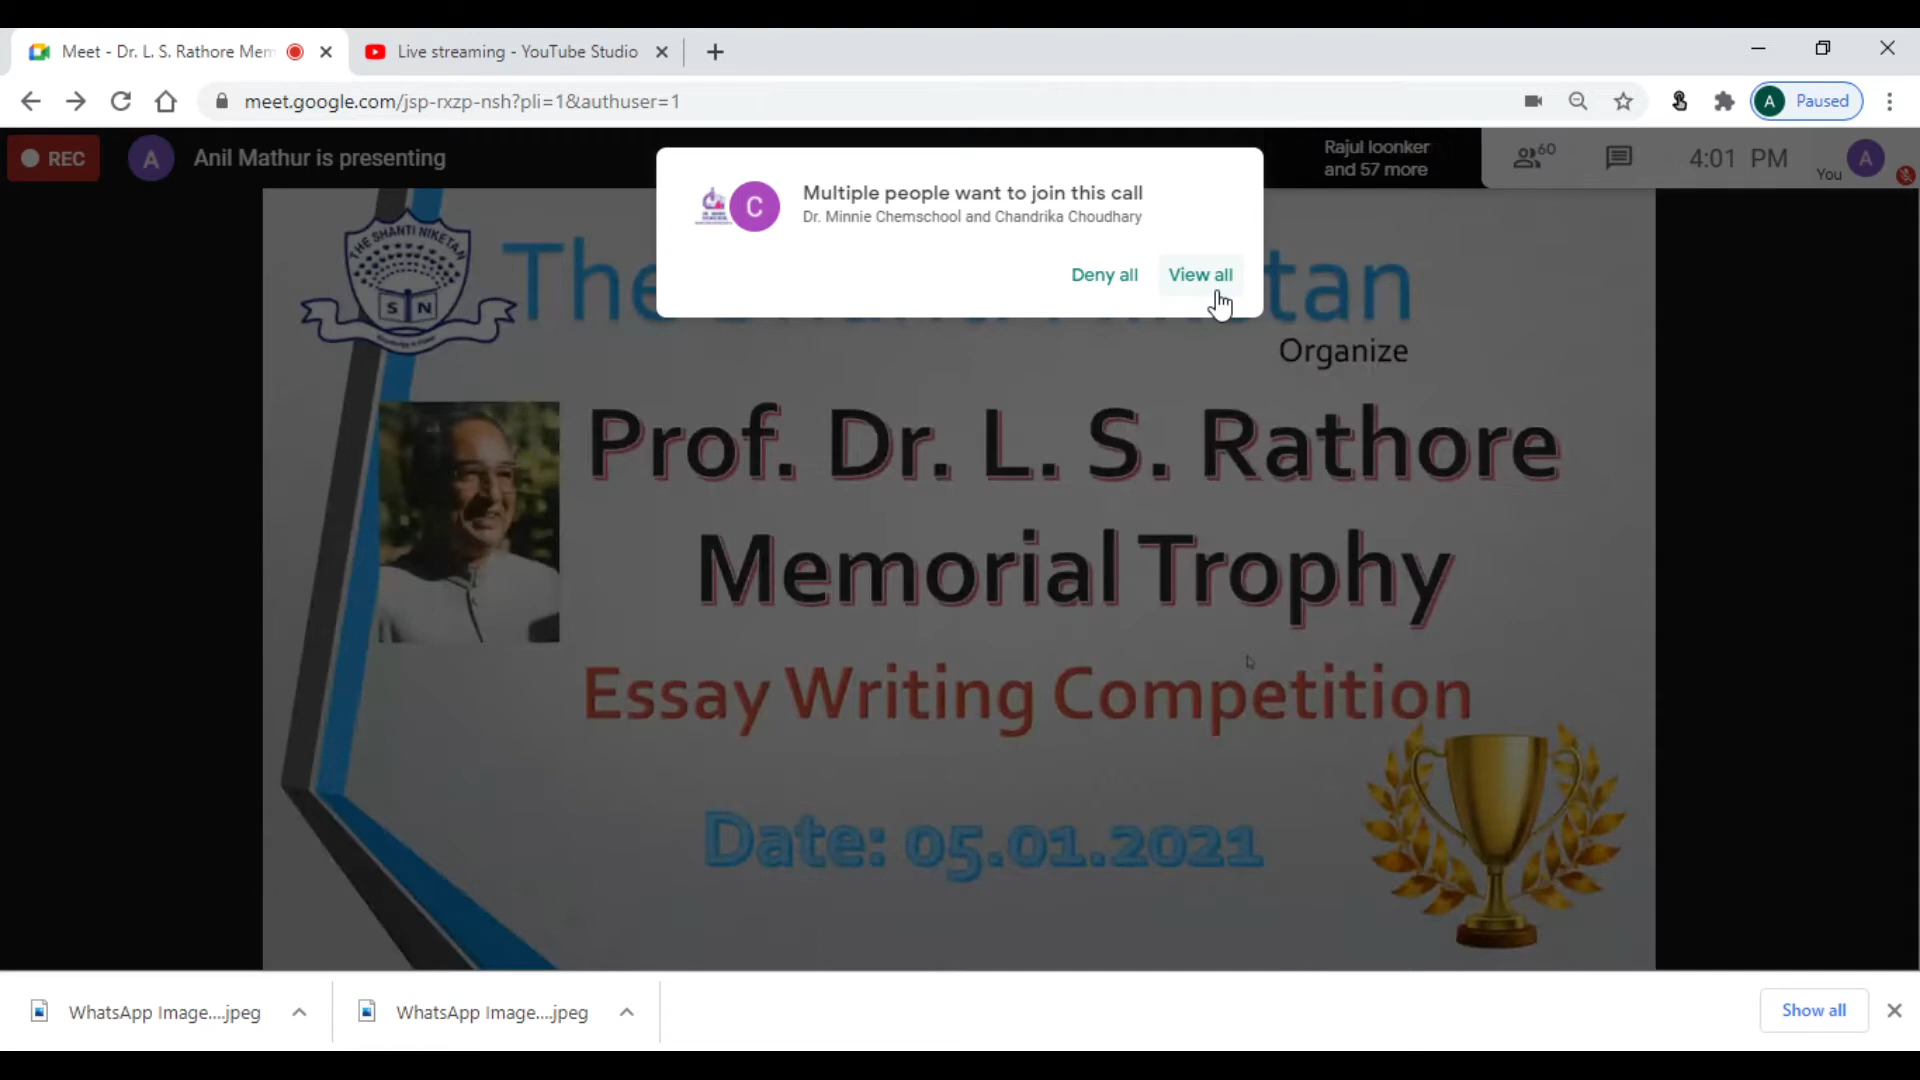 Meet - Dr. L. S. Rathore Mem
Live streaming - YouTube Studio
meet.google.com/jsp-rxzp-nsh?pli=1&authuser=1
A
Paused
REC
A
Anil Mathur is presenting
Rajul loonker
and 57 more
60
4:01 PM
You
A
C
Multiple people want to join this call
Dr. Minnie Chemschool and Chandrika Choudhary
Deny all
View all
THE SHANTI NIKETAN
S N
The
tan
Organize
Prof. Dr. L. S. Rathore
Memorial Trophy
Essay Writing Competition
Date: 05.01.2021
WhatsApp Image....jpeg
WhatsApp Image....jpeg
Show all